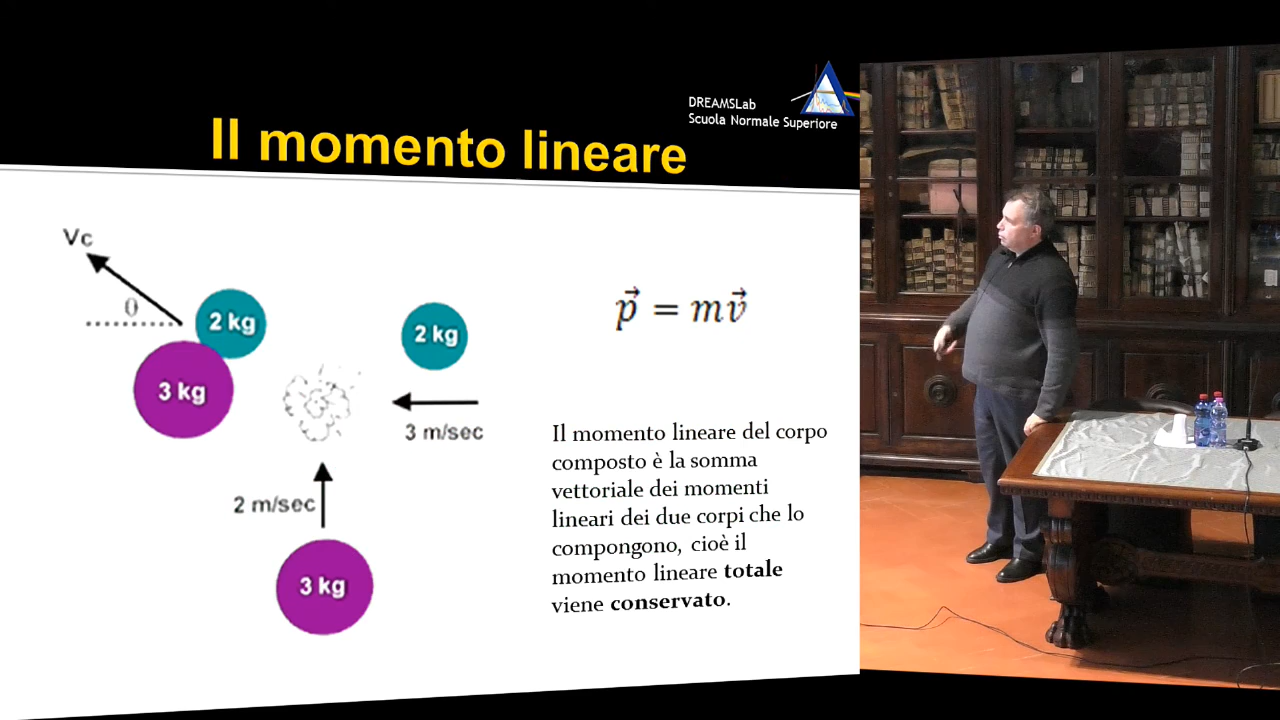 DREAMSLab
Scuola Normale Superiore
Il momento lineare
Vc
θ
2 kg
2 kg
3 kg
3 m/sec
2 m/sec
3 kg
p⃗ = mv⃗
Il momento lineare del corpo
composto è la somma
vettoriale dei momenti
lineari dei due corpi che lo
compongono, cioè il
momento lineare totale
viene conservato.